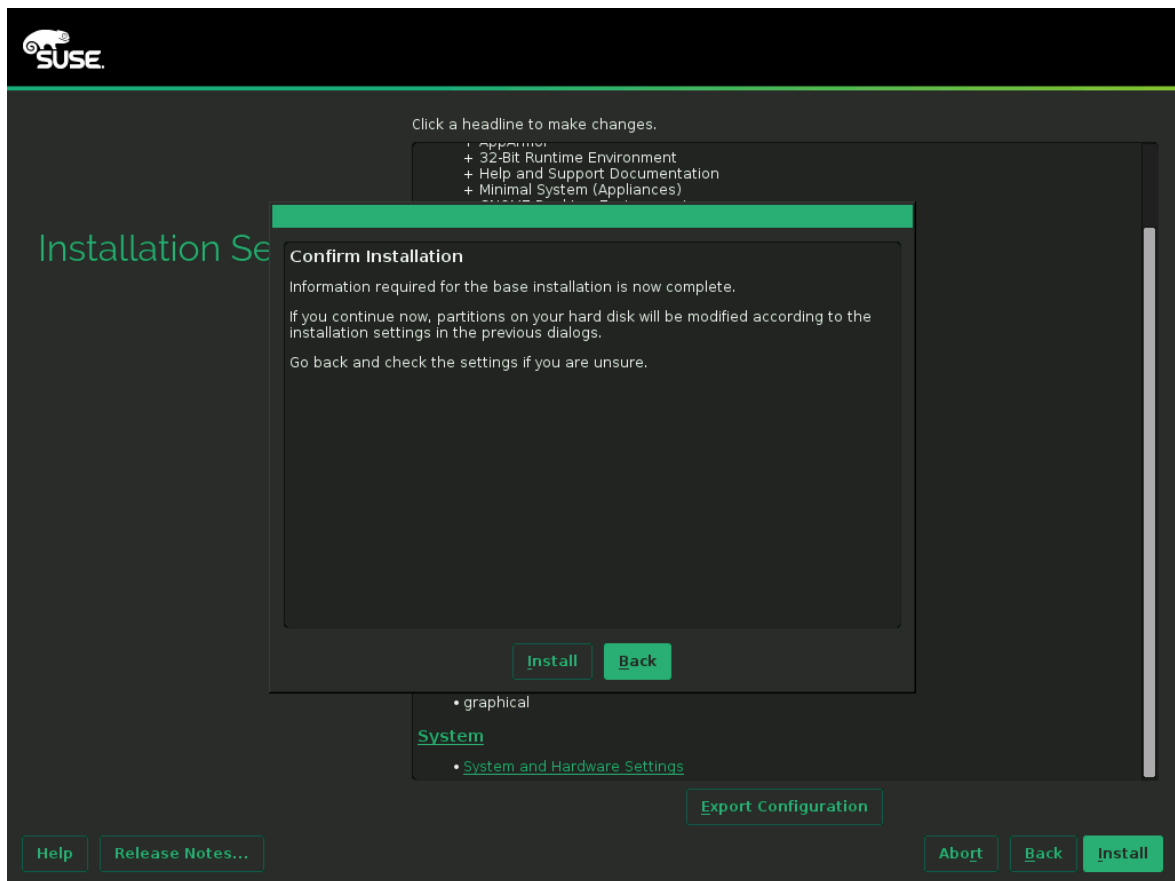 SUSE.
Click a headline to make changes.
+ AppArmor
+ 32-Bit Runtime Environment
+ Help and Support Documentation
+ Minimal System (Appliances)
Installation Se
Confirm Installation
Information required for the base installation is now complete.
If you continue now, partitions on your hard disk will be modified according to the
installation settings in the previous dialogs.
Go back and check the settings if you are unsure.
Install Back
• graphical
System
• System and Hardware Settings
Export Configuration
Help Release Notes... Abort Back Install